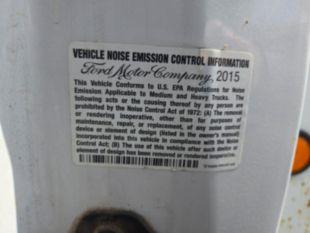 VEHICLE NOISE EMISSION CONTROL INFORMATION
Ford Motor Company, 2015
This Vehicle Conforms to U.S. EPA Regulations for Noise
Emission Applicable to Medium and Heavy Trucks. The
following acts or the causing thereof by any person are
prohibited by the Noise Control Act of 1972: (A) The removal
or rendering inoperative, other than for purposes of
maintenance, repair, or replacement, of any noise control
device or element of design (listed in the owner's manual)
incorporated into this vehicle in compliance with the Noise
Control Act; (B) The use of this vehicle after such device or
element of design has been removed or rendered inoperative.